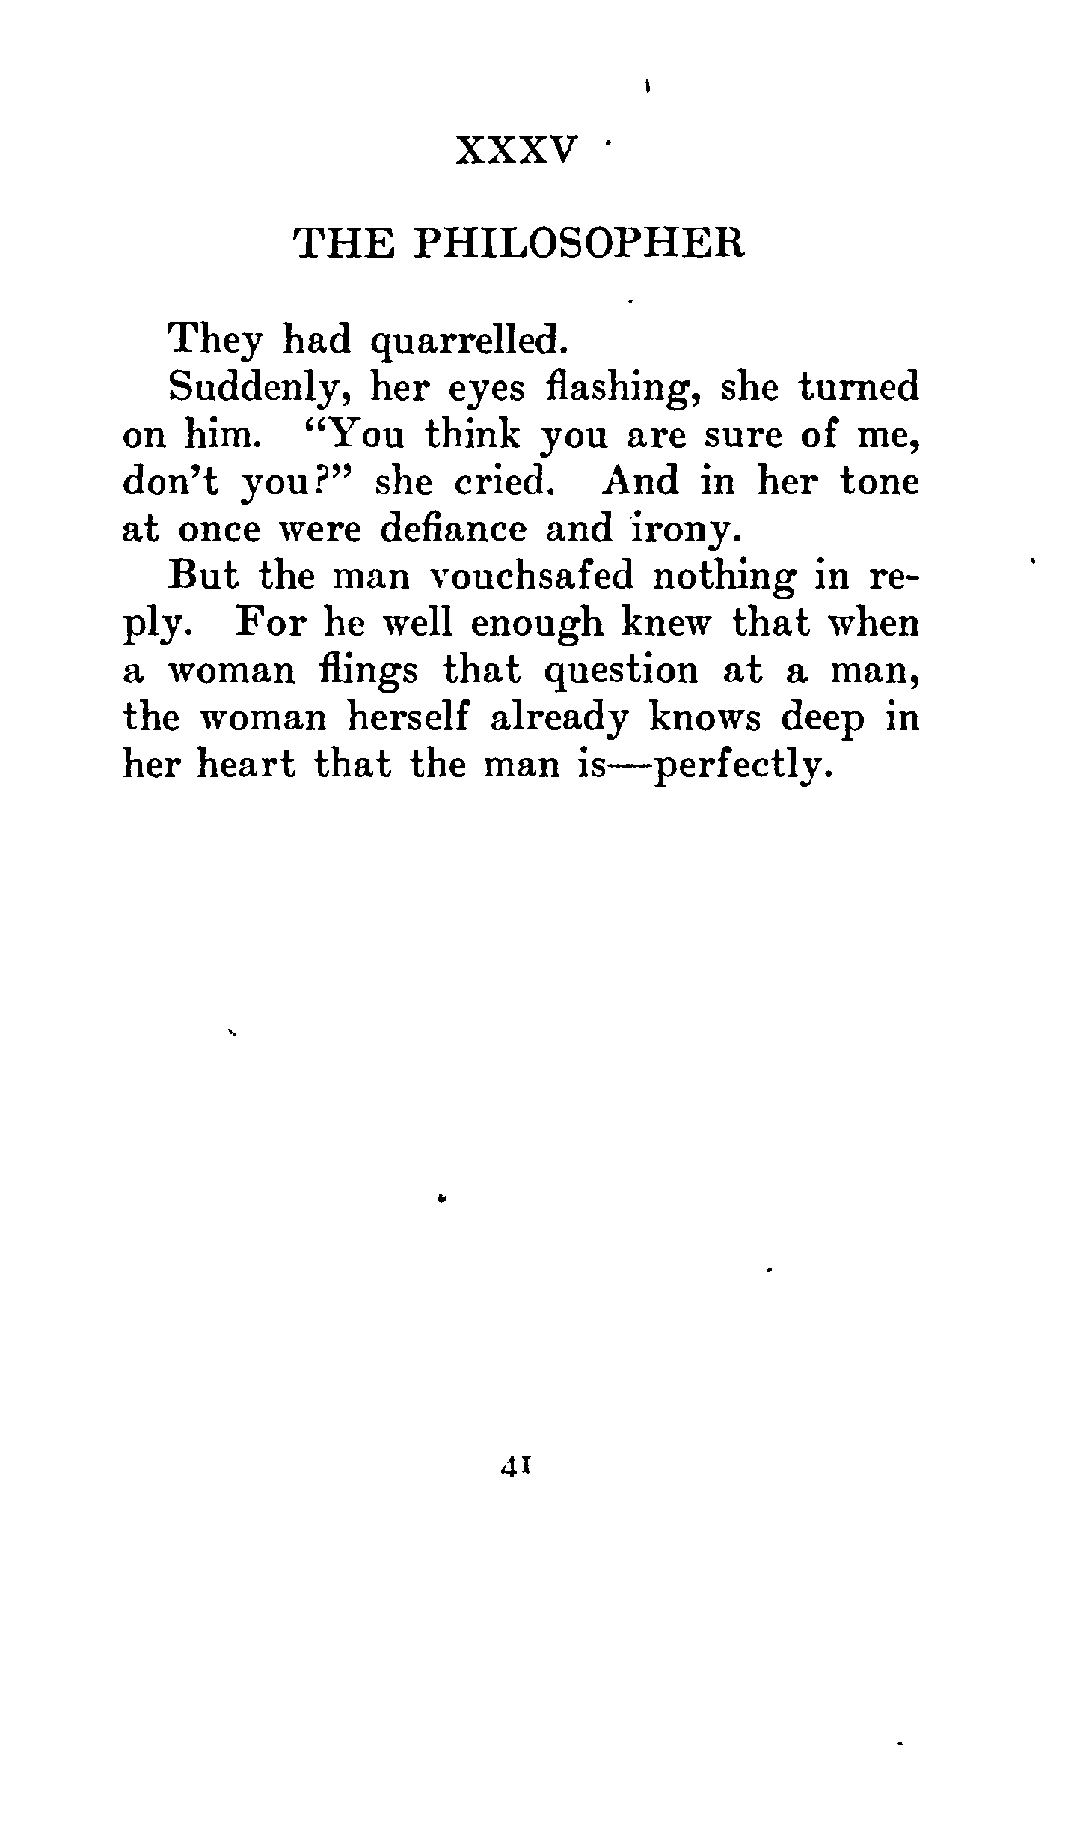 XXXV
THE PHILOSOPHER
They had quarrelled.
Suddenly, her eyes flashing, she turned
on him. "You think you are sure of me,
don't you?" she cried. And in her tone
at once were defiance and irony.
But the man vouchsafed nothing in re-
ply. For he well enough knew that when
a woman flings that question at a man,
the woman herself already knows deep in
her heart that the man is—perfectly.
41